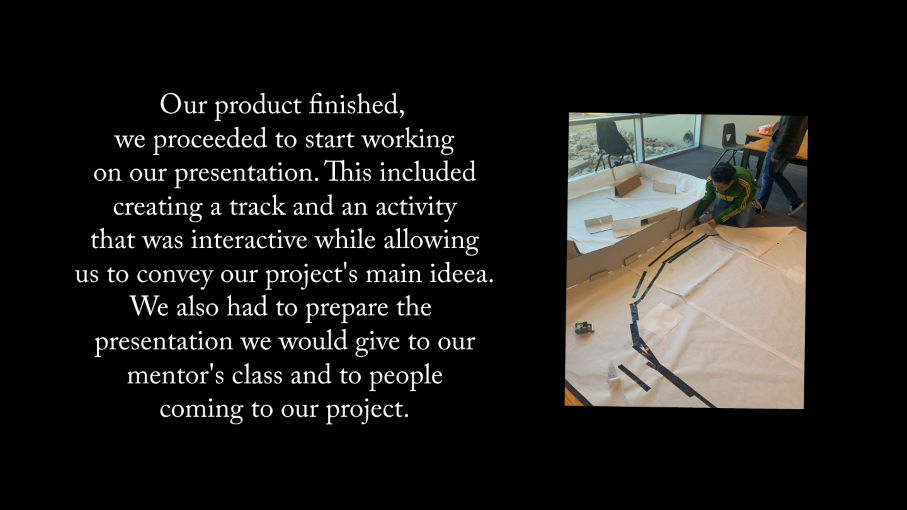 Our product finished,
we proceeded to start working
on our presentation. This included
creating a track and an activity
that was interactive while allowing
us to convey our project's main ideea.
We also had to prepare the
presentation we would give to our
mentor's class and to people
coming to our project.